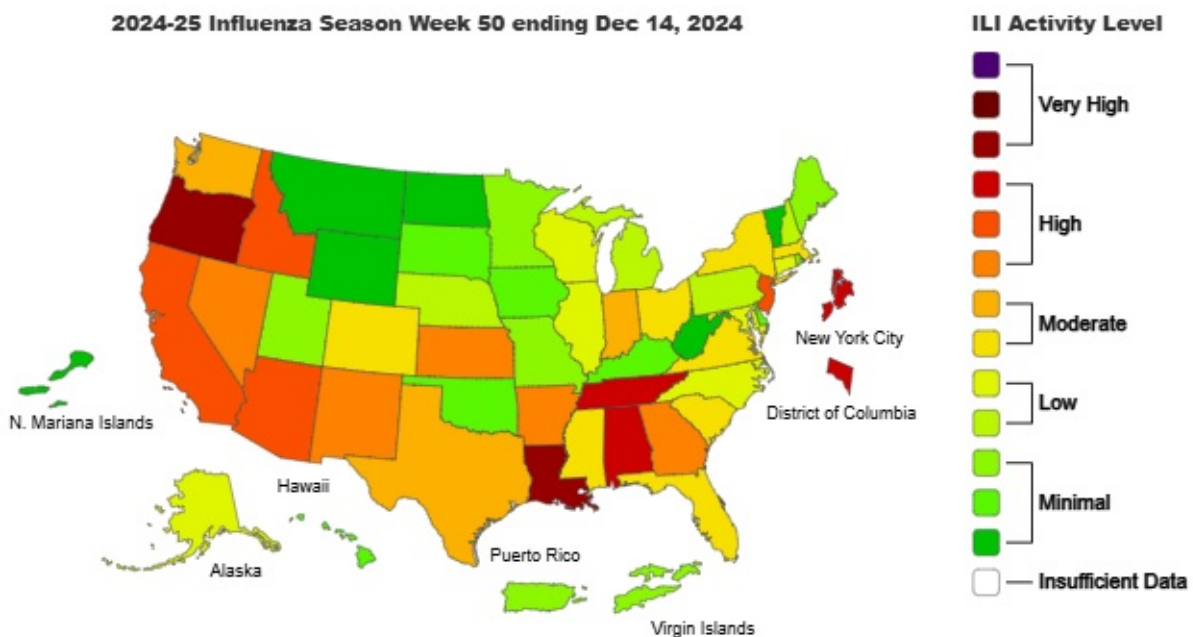 2024-25 Influenza Season Week 50 ending Dec 14, 2024
ILI Activity Level
Very High
High
Moderate
Low
Minimal
Insufficient Data
New York City
District of Columbia
N. Mariana Islands
Hawaii
Alaska
Puerto Rico
Virgin Islands